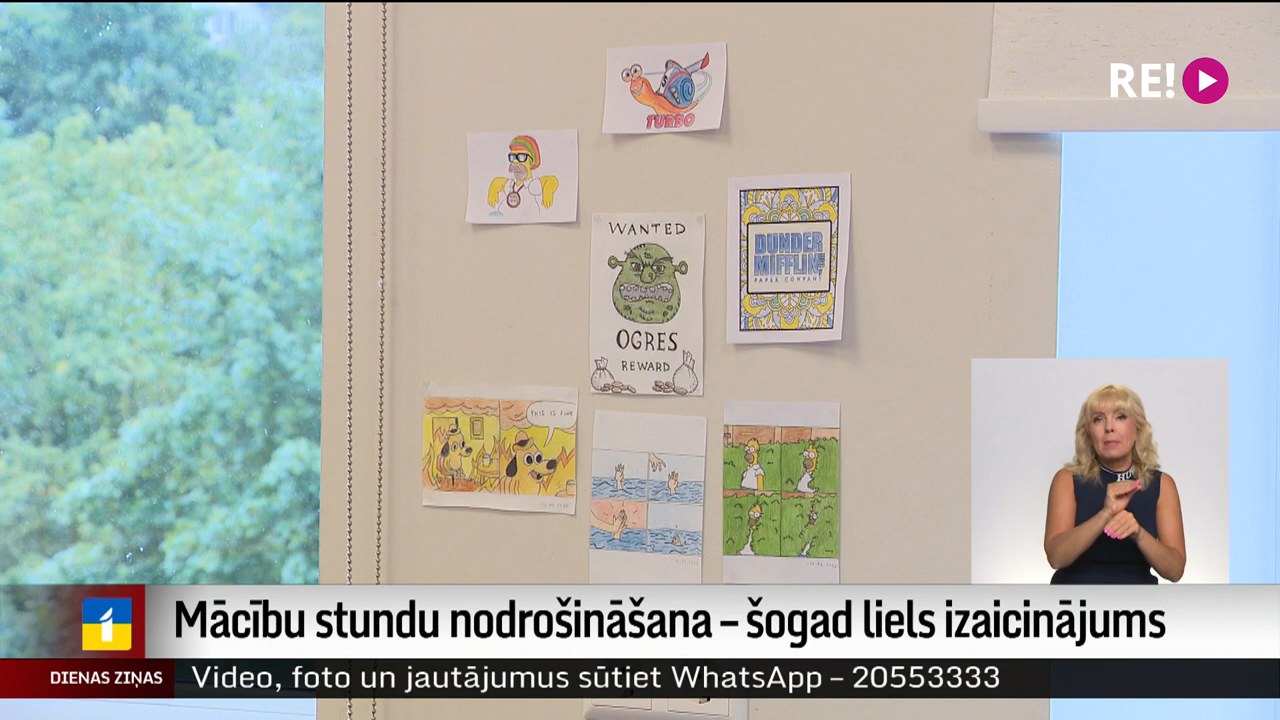 RE!
TURBO
WANTED
OGRES
REWARD
DUNDER
MIFFLIN
PAPER COMPANY
THIS IS FINE
Mācību stundu nodrošināšana – šogad liels izaicinājums
DIENAS ZIŅAS
Video, foto un jautājumus sūtiet WhatsApp – 20553333